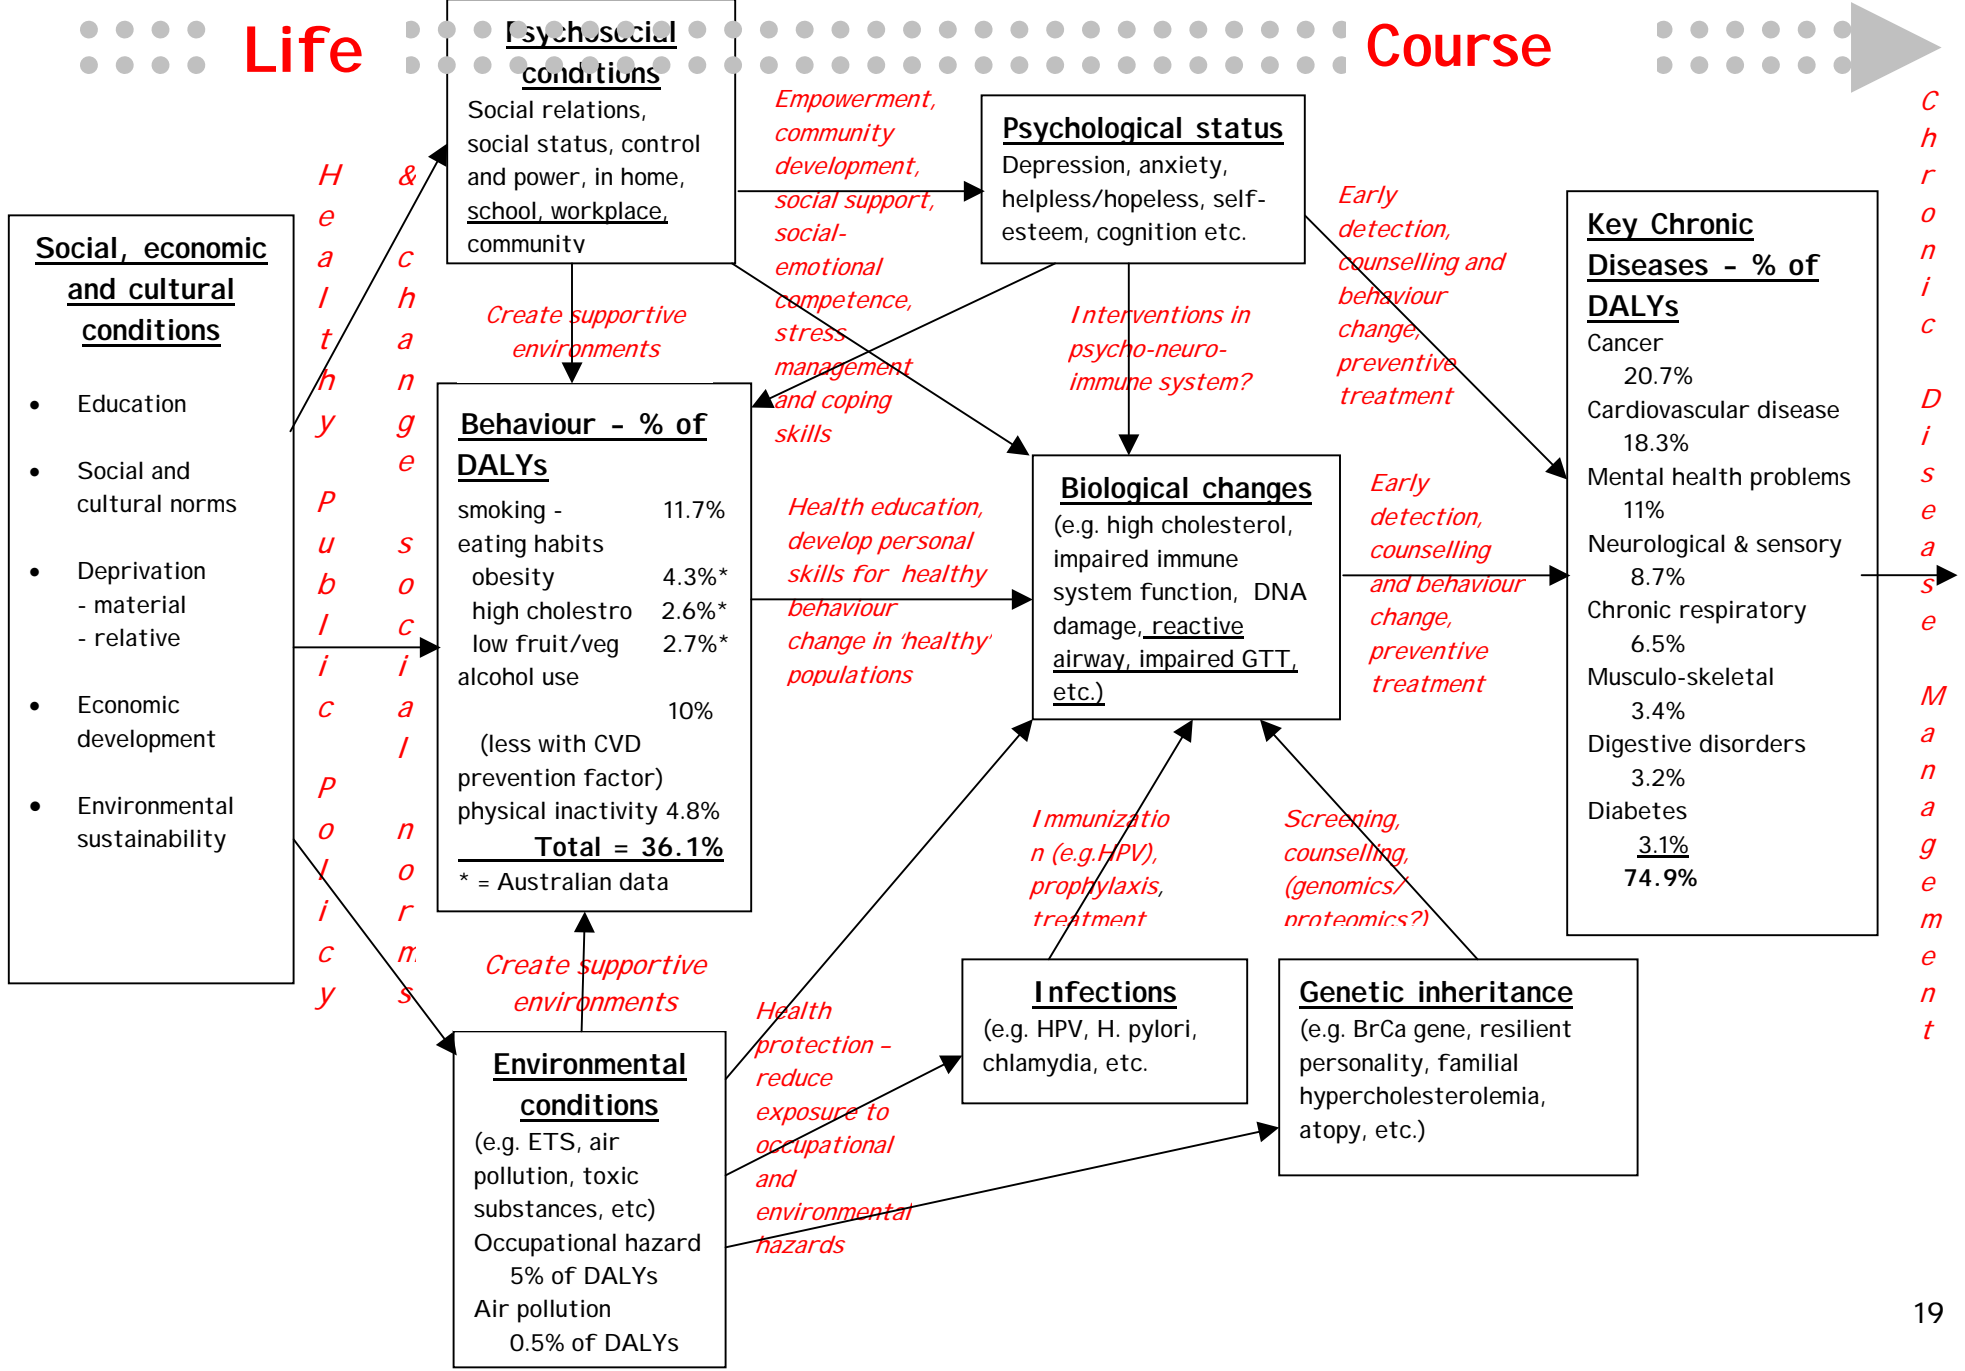 Life
Course
Psychosocial
conditions
Social relations,
social status, control
and power, in home,
school, workplace,
community
Empowerment,
community
development,
social support,
social-
emotional
competence,
stress
management
and coping
skills
Psychological status
Depression, anxiety,
helpless/hopeless, self-
esteem, cognition etc.
Early
detection,
counselling and
behaviour
change,
preventive
treatment
Key Chronic
Diseases – % of
DALYs
Cancer
20.7%
Cardiovascular disease
18.3%
Mental health problems
11%
Neurological & sensory
8.7%
Chronic respiratory
6.5%
Musculo-skeletal
3.4%
Digestive disorders
3.2%
Diabetes
3.1%
74.9%
Chronic Disease Management
Social, economic
and cultural
conditions
• Education
• Social and
cultural norms
• Deprivation
- material
- relative
• Economic
development
• Environmental
sustainability
Healthy Public Policy
& change social norms
Create supportive
environments
Interventions in
psycho-neuro-
immune system?
Behaviour – % of
DALYs
smoking - 11.7%
eating habits
obesity 4.3%*
high cholestro 2.6%*
low fruit/veg 2.7%*
alcohol use
10%
(less with CVD
prevention factor)
physical inactivity 4.8%
Total = 36.1%
* = Australian data
Health education,
develop personal
skills for healthy
behaviour
change in ‘healthy’
populations
Biological changes
(e.g. high cholesterol,
impaired immune
system function, DNA
damage, reactive
airway, impaired GTT,
etc.)
Early
detection,
counselling
and behaviour
change,
preventive
treatment
Immunizatio
n (e.g.HPV),
prophylaxis,
treatment
Screening,
counselling,
(genomics/
proteomics?)
Create supportive
environments
Environmental
conditions
(e.g. ETS, air
pollution, toxic
substances, etc)
Occupational hazard
5% of DALYs
Air pollution
0.5% of DALYs
Health
protection –
reduce
exposure to
occupational
and
environmental
hazards
Infections
(e.g. HPV, H. pylori,
chlamydia, etc.
Genetic inheritance
(e.g. BrCa gene, resilient
personality, familial
hypercholesterolemia,
atopy, etc.)
19